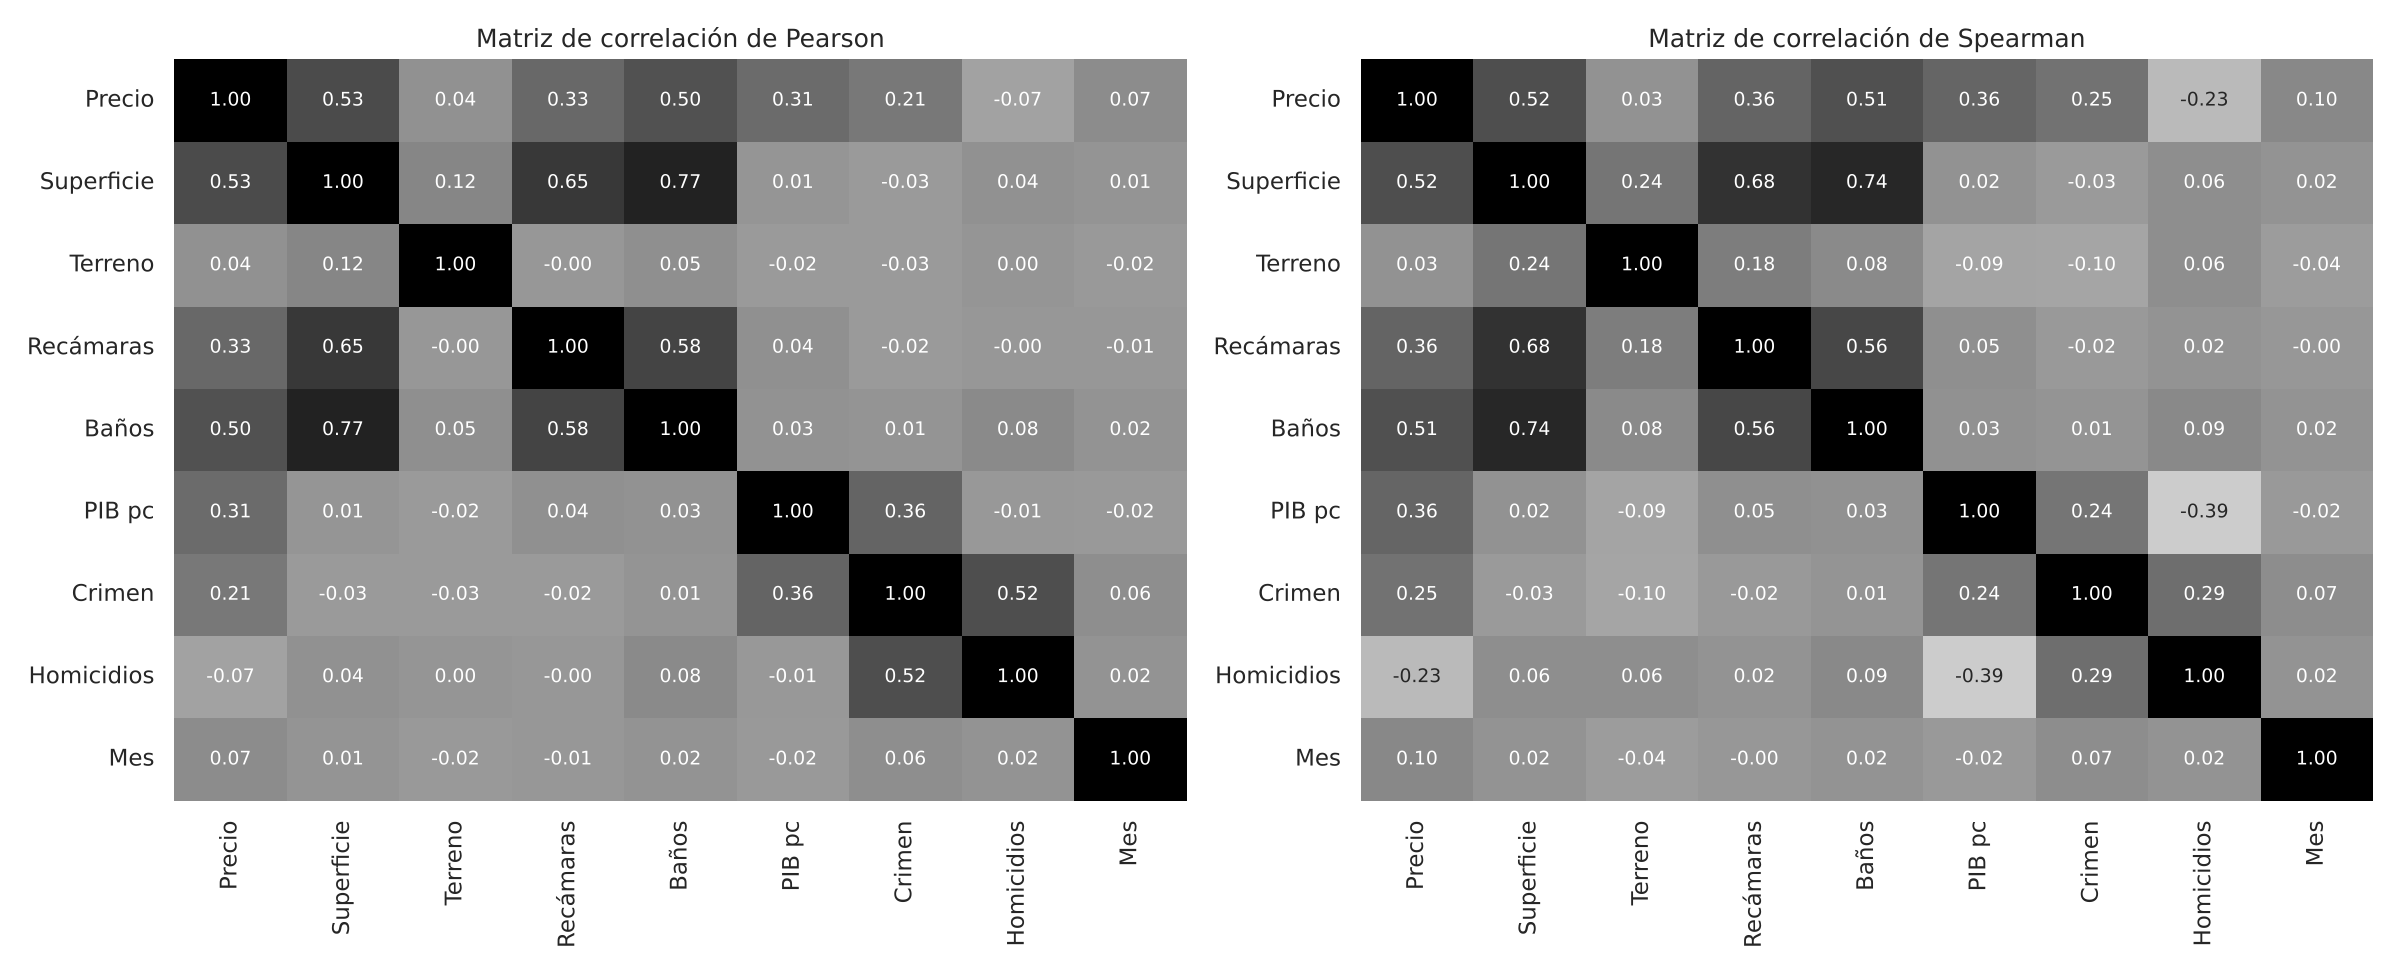 Matriz de correlación de Pearson
Precio 1.00 0.53 0.04 0.33 0.50 0.31 0.21 -0.07 0.07
Superficie 0.53 1.00 0.12 0.65 0.77 0.01 -0.03 0.04 0.01
Terreno 0.04 0.12 1.00 -0.00 0.05 -0.02 -0.03 0.00 -0.02
Recámaras 0.33 0.65 -0.00 1.00 0.58 0.04 -0.02 -0.00 -0.01
Baños 0.50 0.77 0.05 0.58 1.00 0.03 0.01 0.08 0.02
PIB pc 0.31 0.01 -0.02 0.04 0.03 1.00 0.36 -0.01 -0.02
Crimen 0.21 -0.03 -0.03 -0.02 0.01 0.36 1.00 0.52 0.06
Homicidios -0.07 0.04 0.00 -0.00 0.08 -0.01 0.52 1.00 0.02
Mes 0.07 0.01 -0.02 -0.01 0.02 -0.02 0.06 0.02 1.00
Precio
Superficie
Terrreno
Recámaras
Baños
PIB pc
Crimen
Homicidios
Mes
Matriz de correlación de Spearman
Precio 1.00 0.52 0.03 0.36 0.51 0.36 0.25 -0.23 0.10
Superficie 0.52 1.00 0.24 0.68 0.74 0.02 -0.03 0.06 0.02
Terreno 0.03 0.24 1.00 0.18 0.08 -0.09 -0.10 0.06 -0.04
Recámaras 0.36 0.68 0.18 1.00 0.56 0.05 -0.02 0.02 -0.00
Baños 0.51 0.74 0.08 0.56 1.00 0.03 0.01 0.09 0.02
PIB pc 0.36 0.02 -0.09 0.05 0.03 1.00 0.24 -0.39 -0.02
Crimen 0.25 -0.03 -0.10 -0.02 0.01 0.24 1.00 0.29 0.07
Homicidios -0.23 0.06 0.06 0.02 0.09 -0.39 0.29 1.00 0.02
Mes 0.10 0.02 -0.04 -0.00 0.02 -0.02 0.07 0.02 1.00
Precio
Superficie
Terrreno
Recámaras
Baños
PIB pc
Crimen
Homicidios
Mes